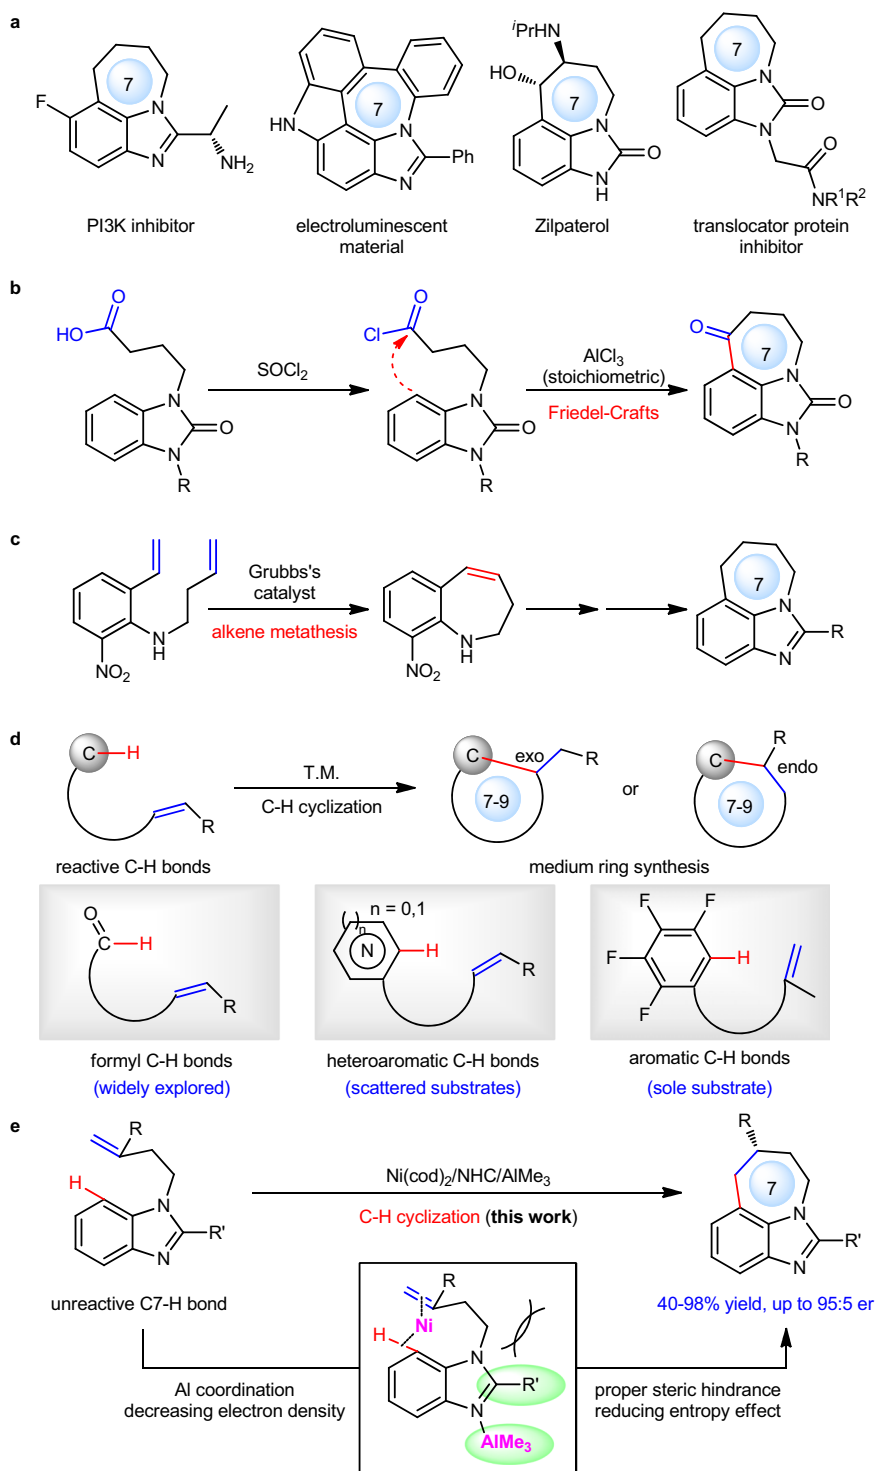 a
F
7
N
N
NH2
PI3K inhibitor
HN
7
N
N
Ph
electroluminescent
material
iPrHN
HO
7
N
O
NH
Zilpaterol
7
N
O
N
O
NR1R2
translocator protein
inhibitor
b
O
HO
N
O
N
R
SOCl2
O
Cl
N
O
N
R
AlCl3
(stoichiometric)
Friedel-Crafts
O
7
N
O
N
R
c
N
H
NO2
Grubbs's
catalyst
alkene metathesis
N
H
NO2
7
N
R
N
d
C H
R
reactive C-H bonds
T.M.
C-H cyclization
C
exo
R
7-9
or
R
C
endo
7-9
medium ring synthesis
O
C H
R
formyl C-H bonds
(widely explored)
n = 0,1
( )n
N
H
R
heteroaromatic C-H bonds
(scattered substrates)
F F
F
H
F
aromatic C-H bonds
(sole substrate)
e
R
H
N
R'
N
unreactive C7-H bond
Ni(cod)2/NHC/AlMe3
C-H cyclization (this work)
R
7
N
R'
N
40-98% yield, up to 95:5 er
Al coordination
decreasing electron density
R
Ni
H
N
R'
N
AlMe3
proper steric hindrance
reducing entropy effect